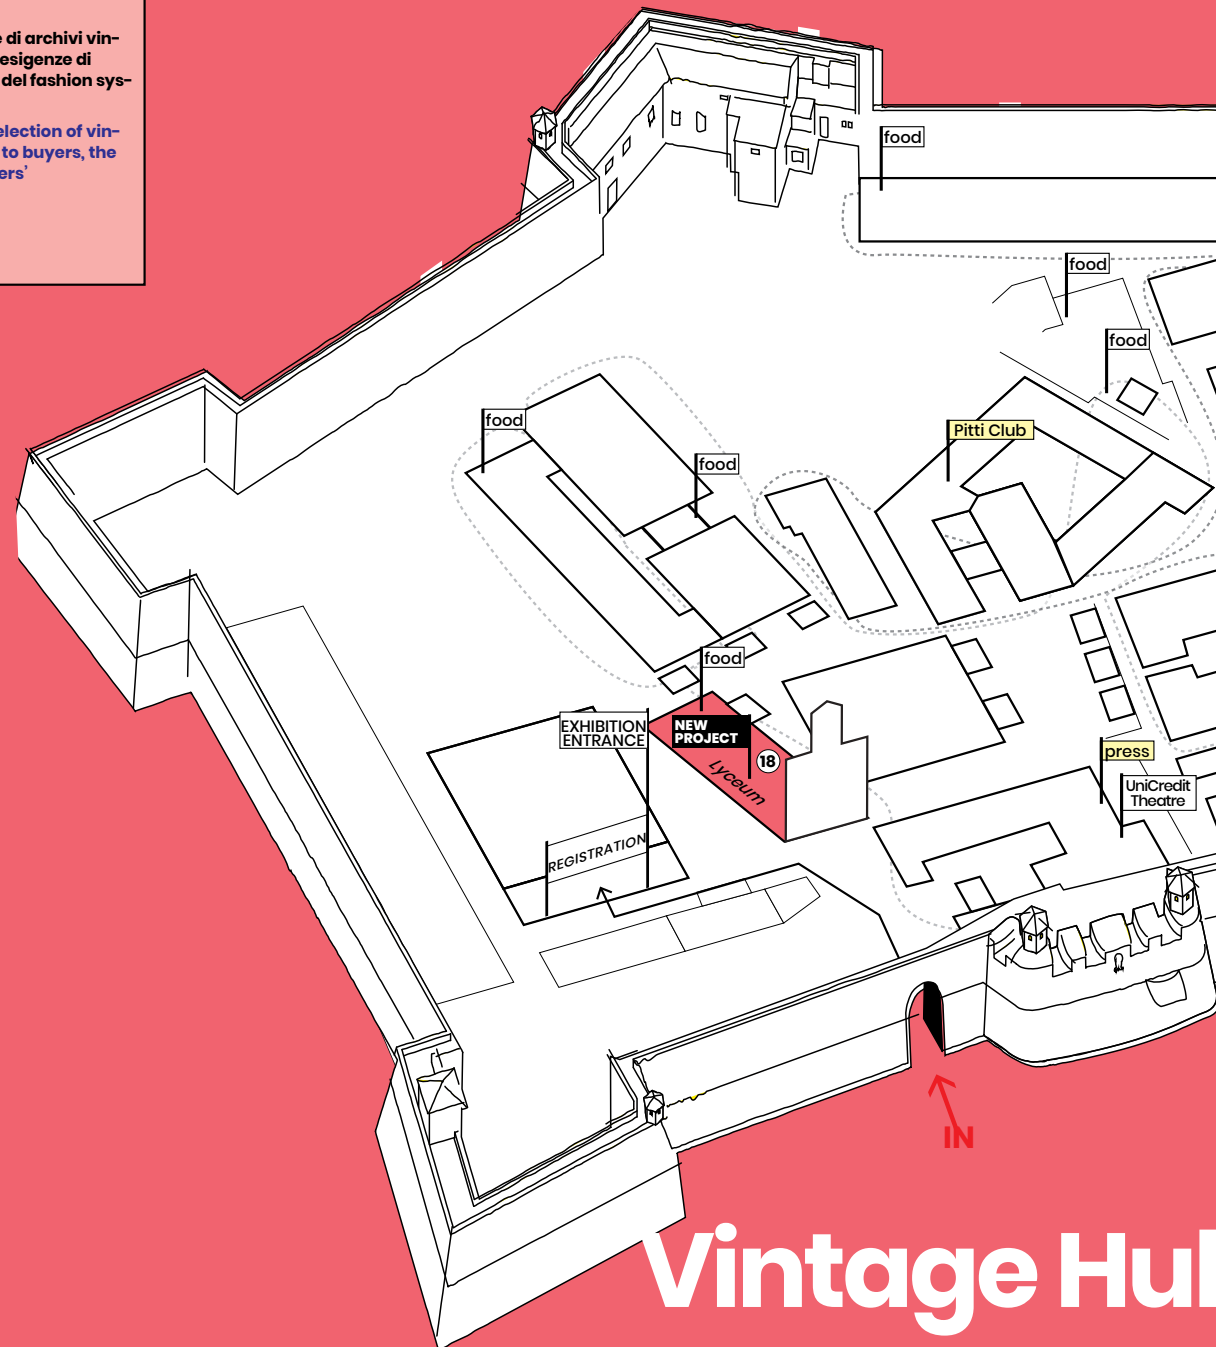 e di archivi vin-
esigenze di
del fashion sys-
election of vin-
to buyers, the
ers'
food
food
food
Pitti Club
food
food
food
EXHIBITION
ENTRANCE
NEW
PROJECT
18
Lyceum
press
UniCredit
Theatre
REGISTRATION
IN
Vintage Hub